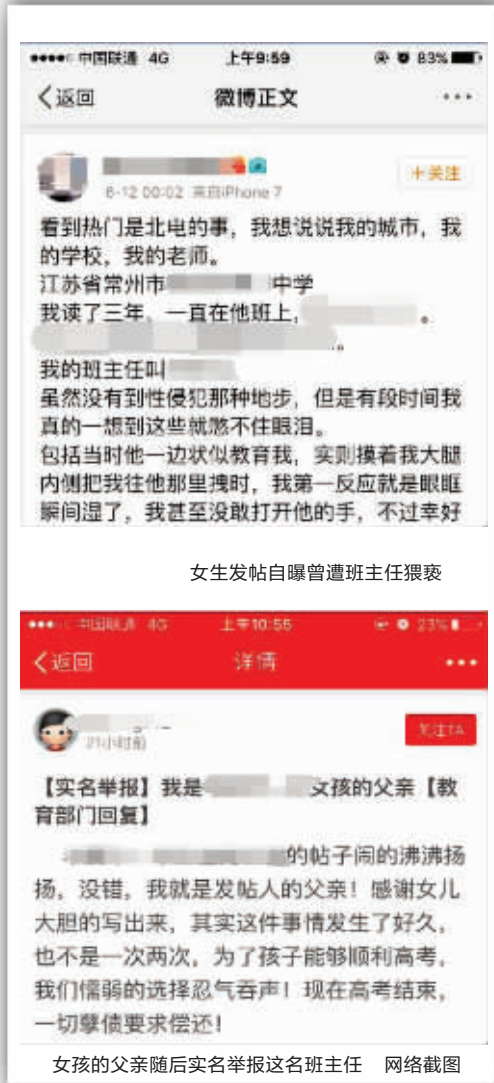 中国联通 4G 上午9:59 83%
返回 微博正文
+关注
6-12 00:02 来自iPhone 7
看到热门是北电的事，我想说说我的城市，我
的学校，我的老师。
江苏省常州市 中学
我读了三年，一直在他班上， 。
。
我的班主任叫
虽然没有到性侵犯那种地步，但是有段时间我
真的一想到这些就憋不住眼泪。
包括当时他一边状似教育我，实则摸着我大腿
内侧把我往他那里拽时，我第一反应就是眼眶
瞬间湿了，我甚至没敢打开他的手，不过幸好
女生发帖自曝曾遭班主任猥亵
中国联通 4G 上午10:55 23%
返回 详情
21小时前 关注TA
【实名举报】我是 女孩的父亲【教
育部门回复】
的帖子闹的沸沸扬
扬，没错，我就是发帖人的父亲！感谢女儿
大胆的写出来，其实这件事情发生了好久，
也不是一次两次，为了孩子能够顺利高考，
我们懦弱的选择忍气吞声！现在高考结束，
一切孽债要求偿还！
女孩的父亲随后实名举报这名班主任 网络截图